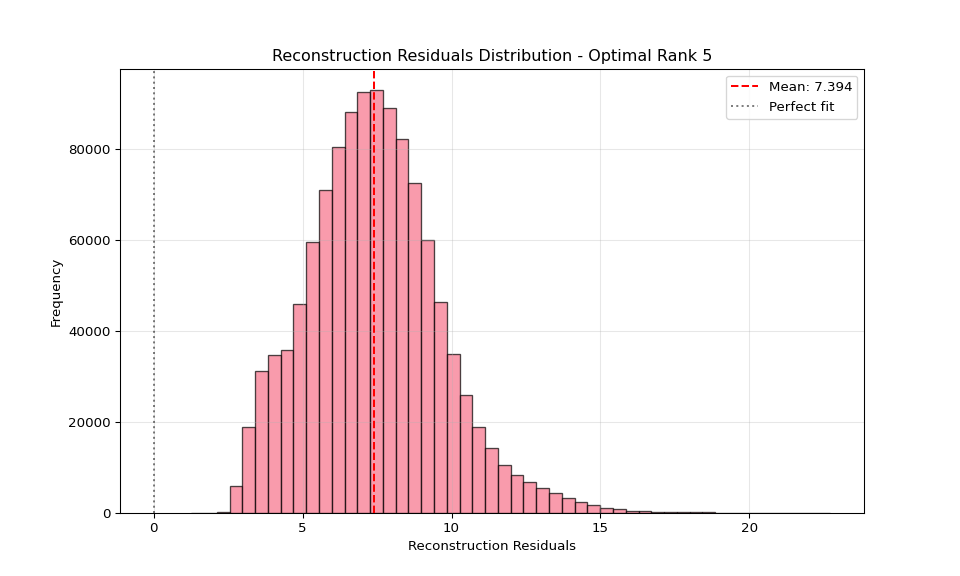 Reconstruction Residuals Distribution - Optimal Rank 5
Mean: 7.394
Perfect fit
Frequency
80000
60000
40000
20000
0
0 5 10 15 20
Reconstruction Residuals